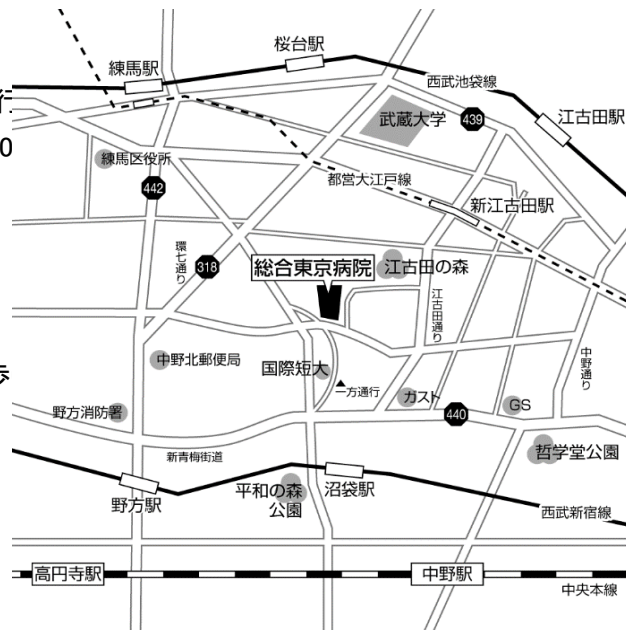 桜台駅
練馬駅
西武池袋線
行
江古田駅
武蔵大学
439
0
練馬区役所
都営大江戸線
442
新江古田駅
環七通り
318
総合東京病院
江古田の森
江古田通り
中野通り
中野北郵便局
国際短大
歩
一方通行
ガスト
GS
野方消防署
440
新青梅街道
哲学堂公園
野方駅
平和の森
公園
沼袋駅
西武新宿線
高円寺駅
中野駅
中央本線